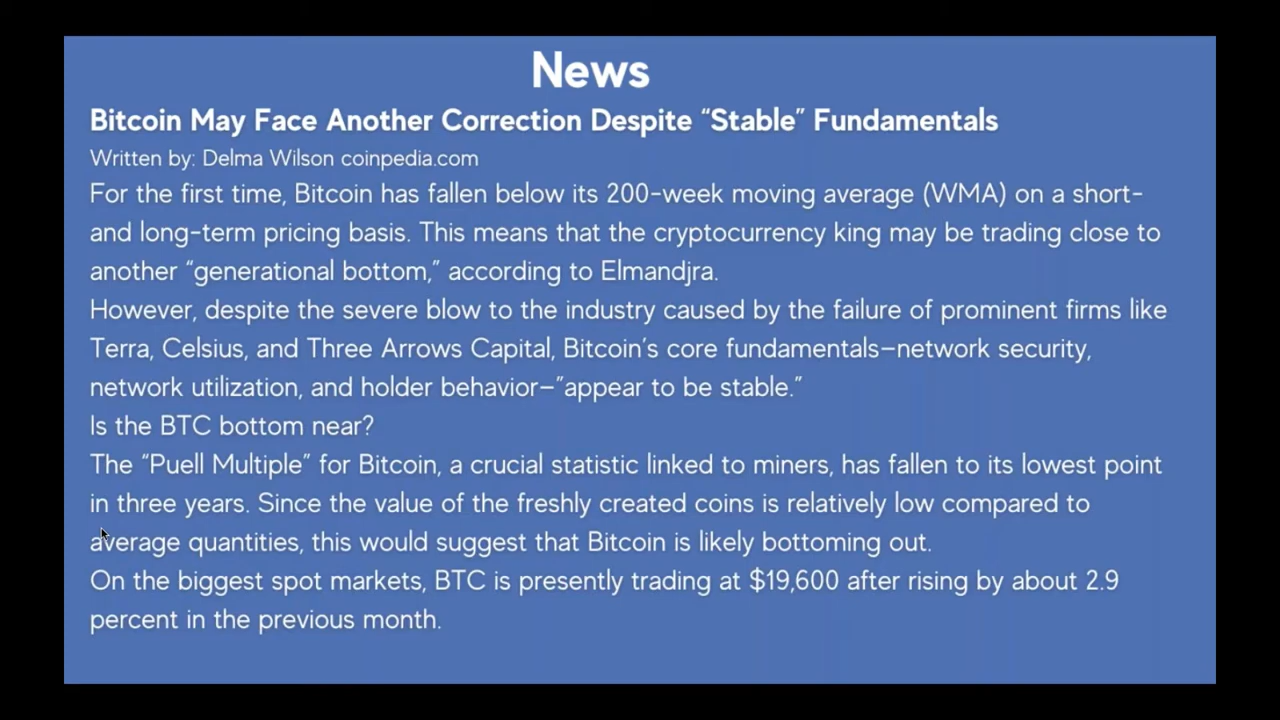 News
Bitcoin May Face Another Correction Despite “Stable” Fundamentals
Written by: Delma Wilson coinpedia.com
For the first time, Bitcoin has fallen below its 200-week moving average (WMA) on a short-
and long-term pricing basis. This means that the cryptocurrency king may be trading close to
another “generational bottom,” according to Elmandjra.
However, despite the severe blow to the industry caused by the failure of prominent firms like
Terra, Celsius, and Three Arrows Capital, Bitcoin’s core fundamentals—network security,
network utilization, and holder behavior—”appear to be stable.”
Is the BTC bottom near?
The “Puell Multiple” for Bitcoin, a crucial statistic linked to miners, has fallen to its lowest point
in three years. Since the value of the freshly created coins is relatively low compared to
average quantities, this would suggest that Bitcoin is likely bottoming out.
On the biggest spot markets, BTC is presently trading at $19,600 after rising by about 2.9
percent in the previous month.